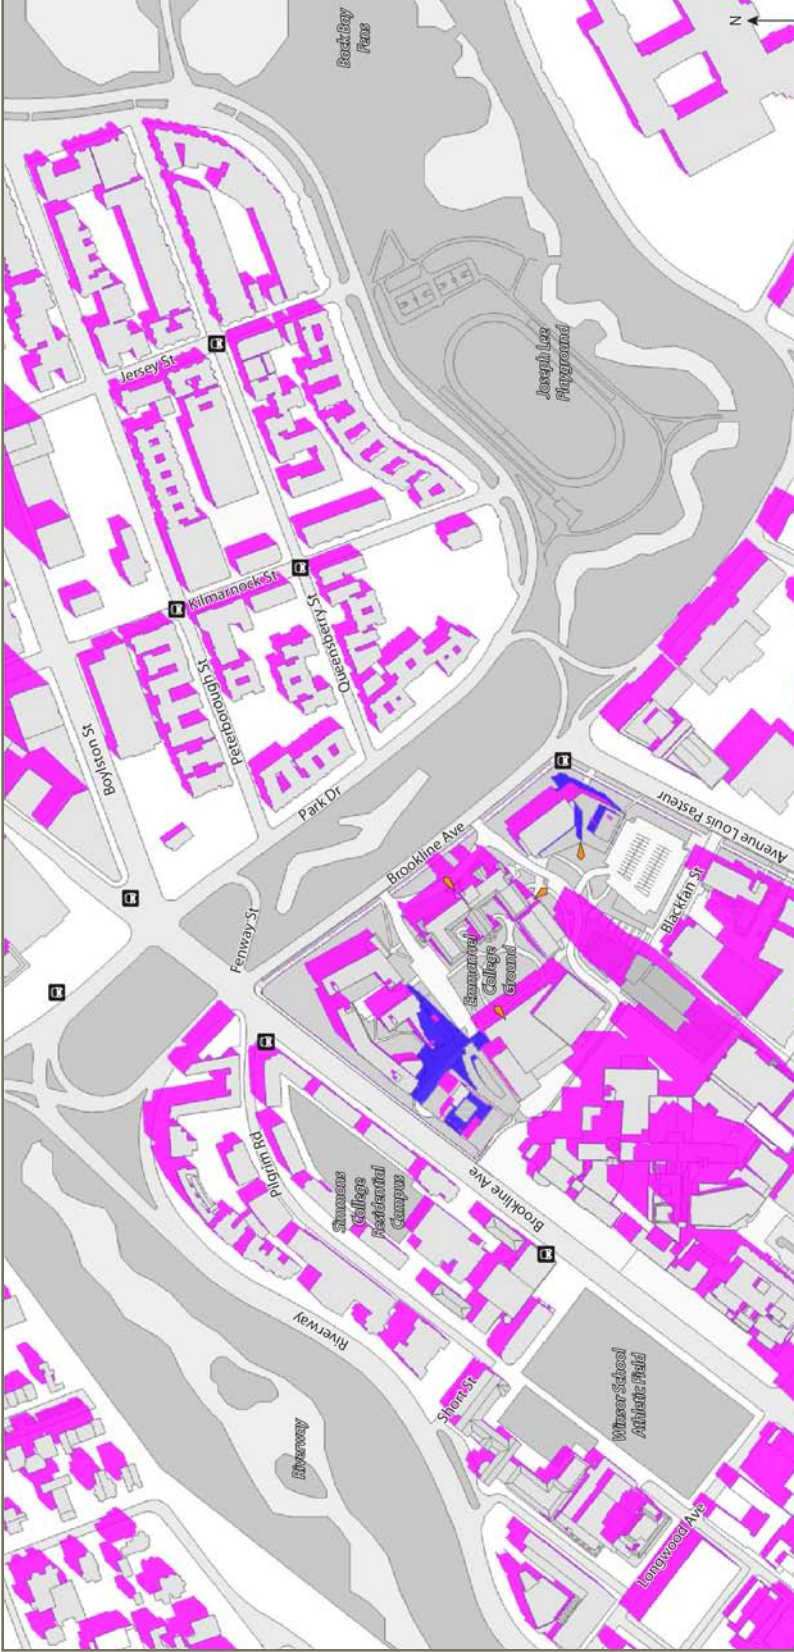 N
Back Bay
Fens
Jersey St
Joseph Lee
Playground
Kilmarnock St
Queensberry St
Peterborough St
Boylston St
Park Dr
Avenue Louis Pasteur
Brookline Ave
Blackfan St
Fenway St
Emmanuel
College
Ground
Pilgrim Rd
Simmons
College
Residential
Campus
Brookline Ave
Riverway
Short St
Winsor School
Athletic Field
Riverway
Longwood Ave